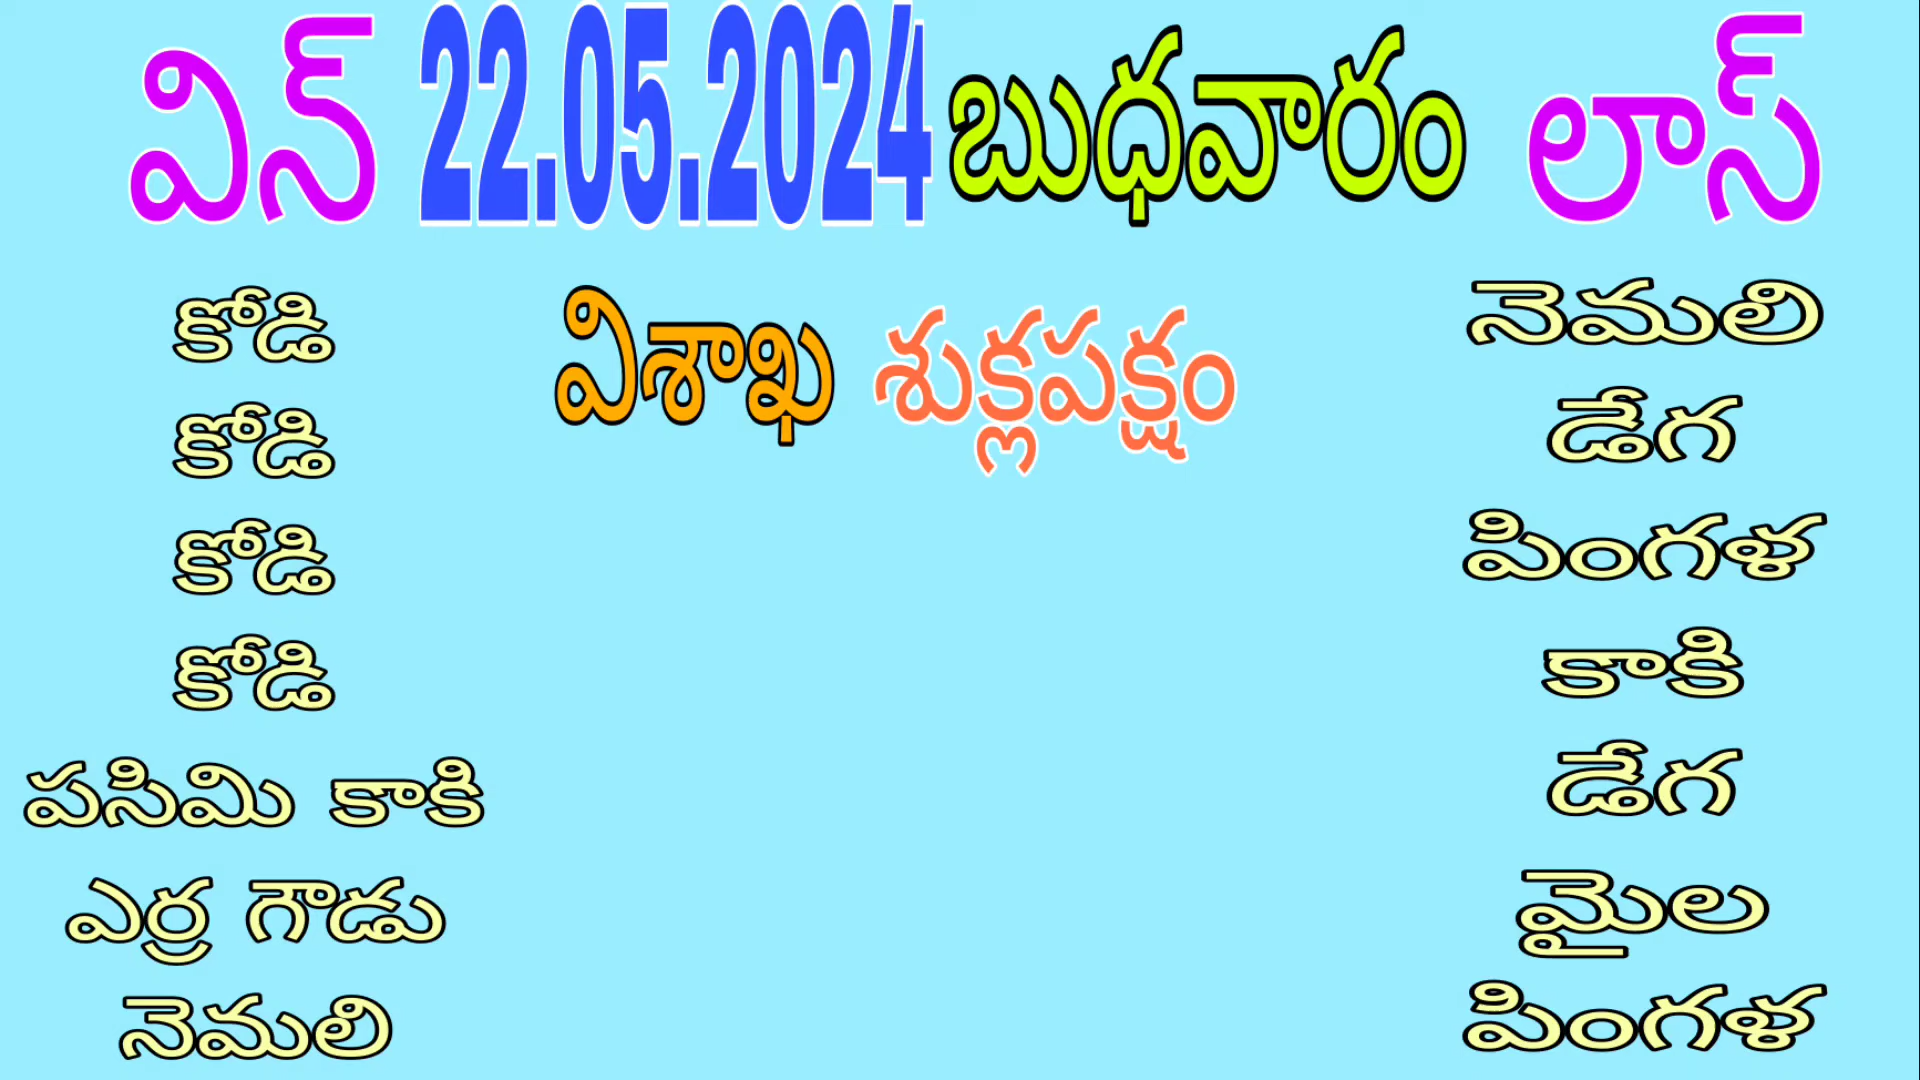 విన్ 22.05.2024 బుధవారం లాస్
విశాఖ శుక్లపక్షం
కోడి నెమలి
కోడి డేగ
కోడి పింగళ
కోడి కాకి
పసిమి కాకి డేగ
ఎర్ర గౌడు మైల
నెమలి పింగళ